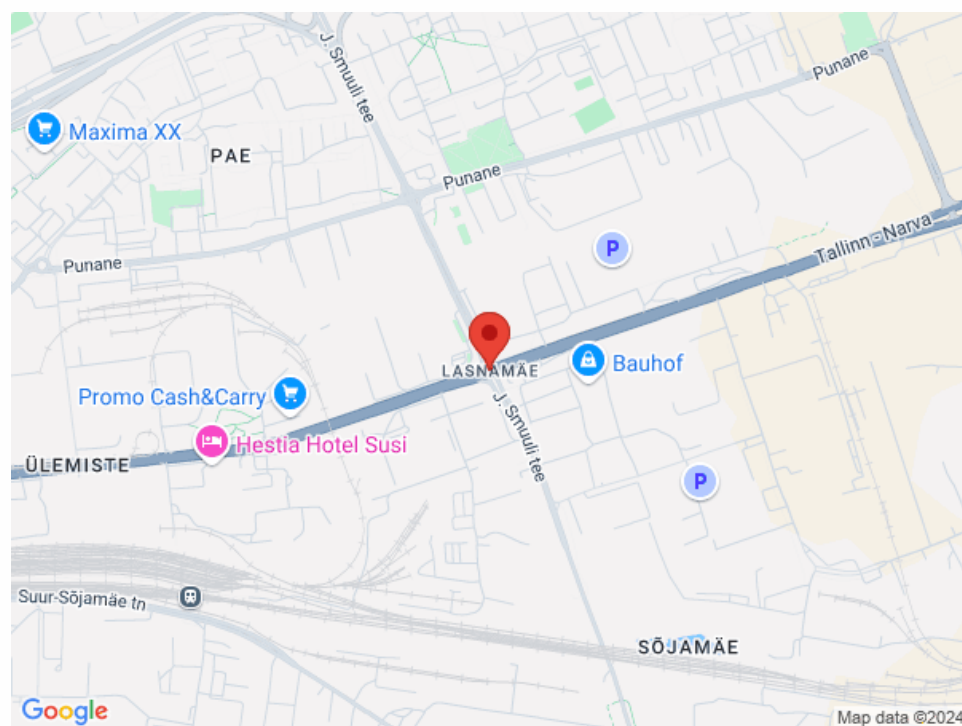 J. Smuuli tee
Punane
Maxima XX
PAE
Punane
Punane
P
Tallinn - Narva
LASNAMÄE
Bauhof
Promo Cash&Carry
J. Smuuli tee
Hestia Hotel Susi
ÜLEMISTE
P
Suur-Sõjamäe tn
SÕJAMÄE
Google
Map data ©2024